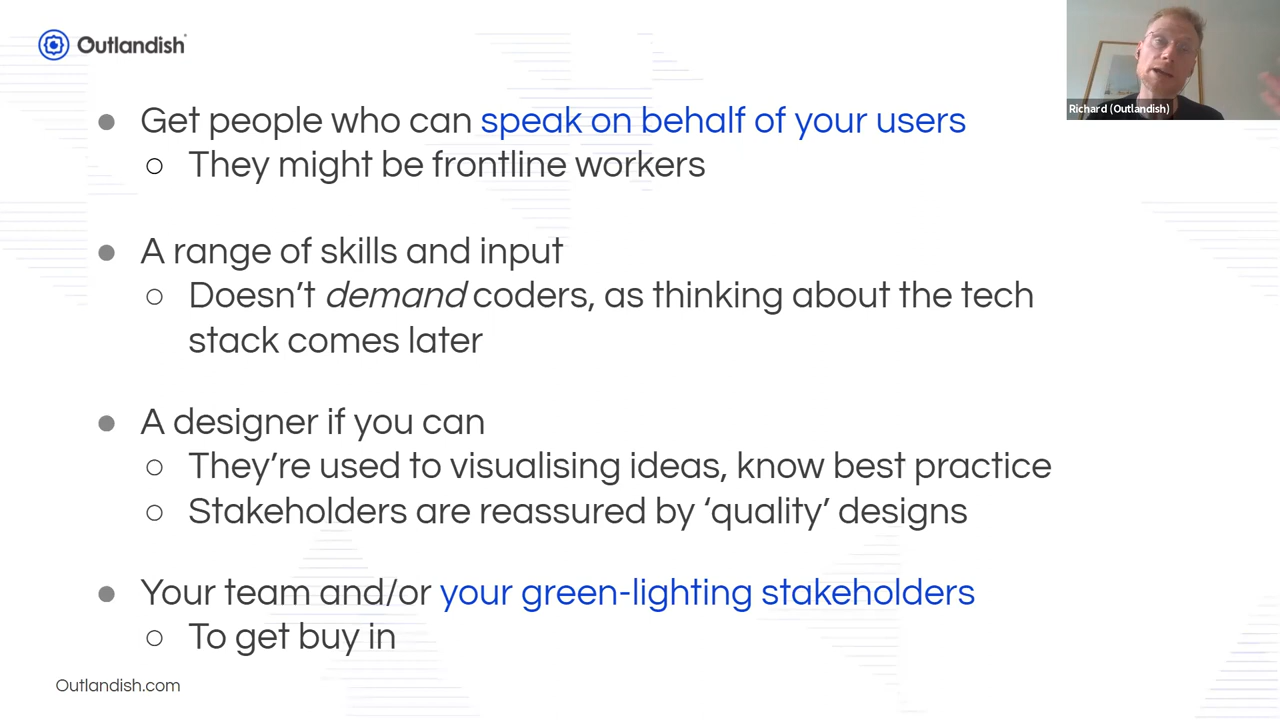 Outlandish
Richard (Outlandish)
● Get people who can speak on behalf of your users
○ They might be frontline workers
● A range of skills and input
○ Doesn’t demand coders, as thinking about the tech
stack comes later
● A designer if you can
○ They’re used to visualising ideas, know best practice
○ Stakeholders are reassured by ‘quality’ designs
● Your team and/or your green-lighting stakeholders
○ To get buy in
Outlandish.com